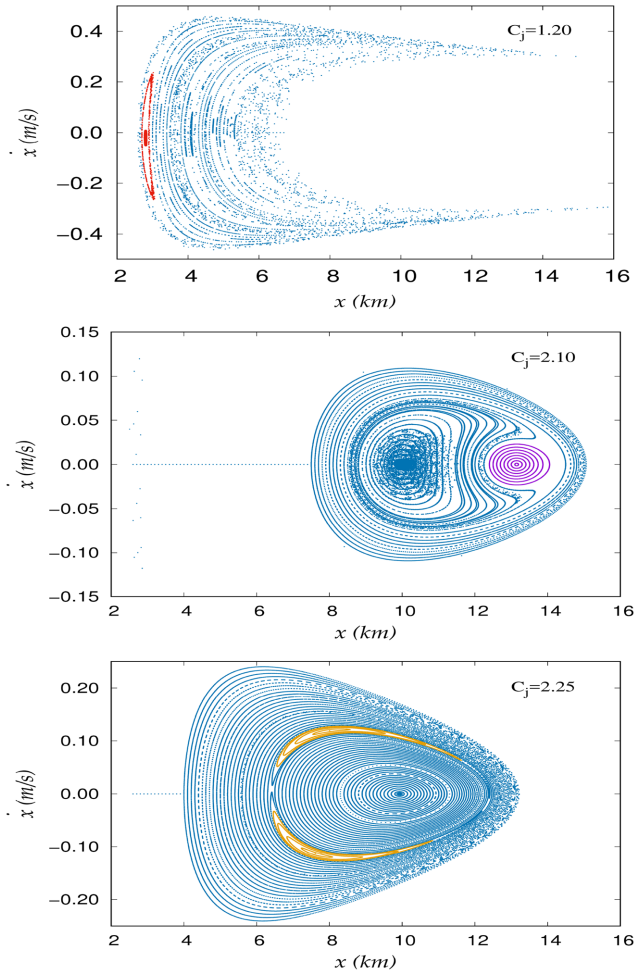 0.4
0.2
0.0
−0.2
−0.4
ẋ (m/s)
C_j=1.20
2 4 6 8 10 12 14 16
x (km)
0.15
0.10
0.05
0.00
−0.05
−0.10
−0.15
ẋ (m/s)
C_j=2.10
2 4 6 8 10 12 14 16
x (km)
0.20
0.10
0.00
−0.10
−0.20
ẋ (m/s)
C_j=2.25
2 4 6 8 10 12 14 16
x (km)